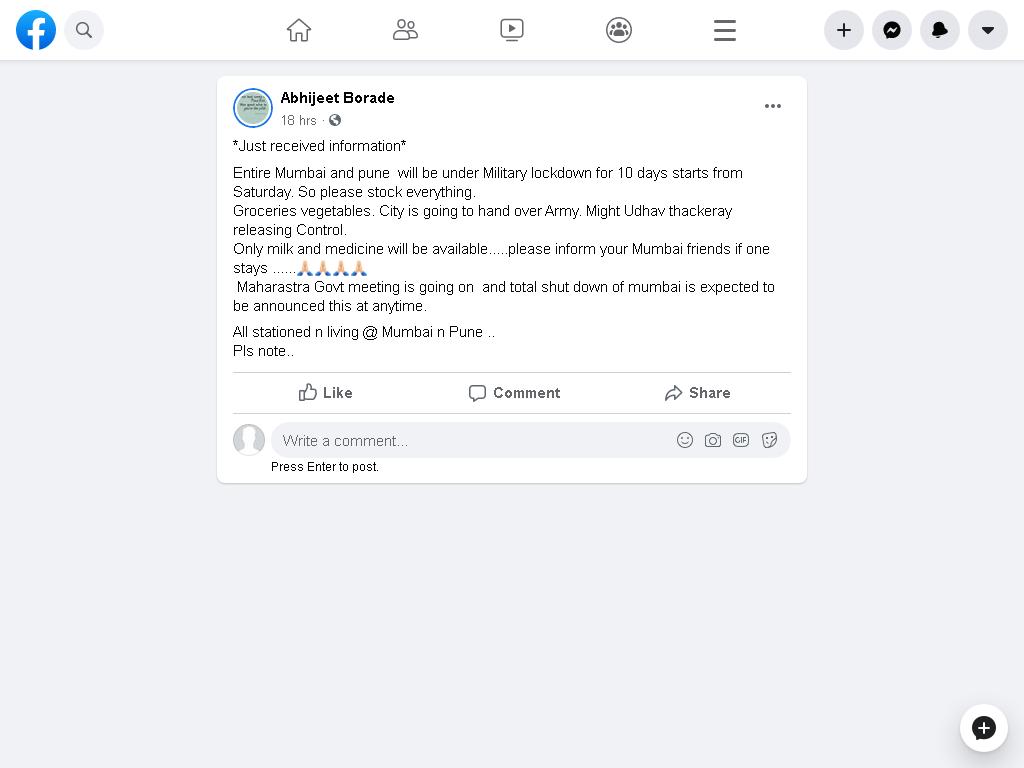 Abhijeet Borade
18 hrs ·
*Just received information*
Entire Mumbai and pune  will be under Military lockdown for 10 days starts from
Saturday. So please stock everything.
Groceries vegetables. City is going to hand over Army. Might Udhav thackeray
releasing Control.
Only milk and medicine will be available.....please inform your Mumbai friends if one
stays ......🙏🏻🙏🏻🙏🏻🙏🏻
Maharastra Govt meeting is going on  and total shut down of mumbai is expected to
be announced this at anytime.
All stationed n living @ Mumbai n Pune ..
Pls note..
Like Comment Share
Write a comment...
GIF
Press Enter to post.